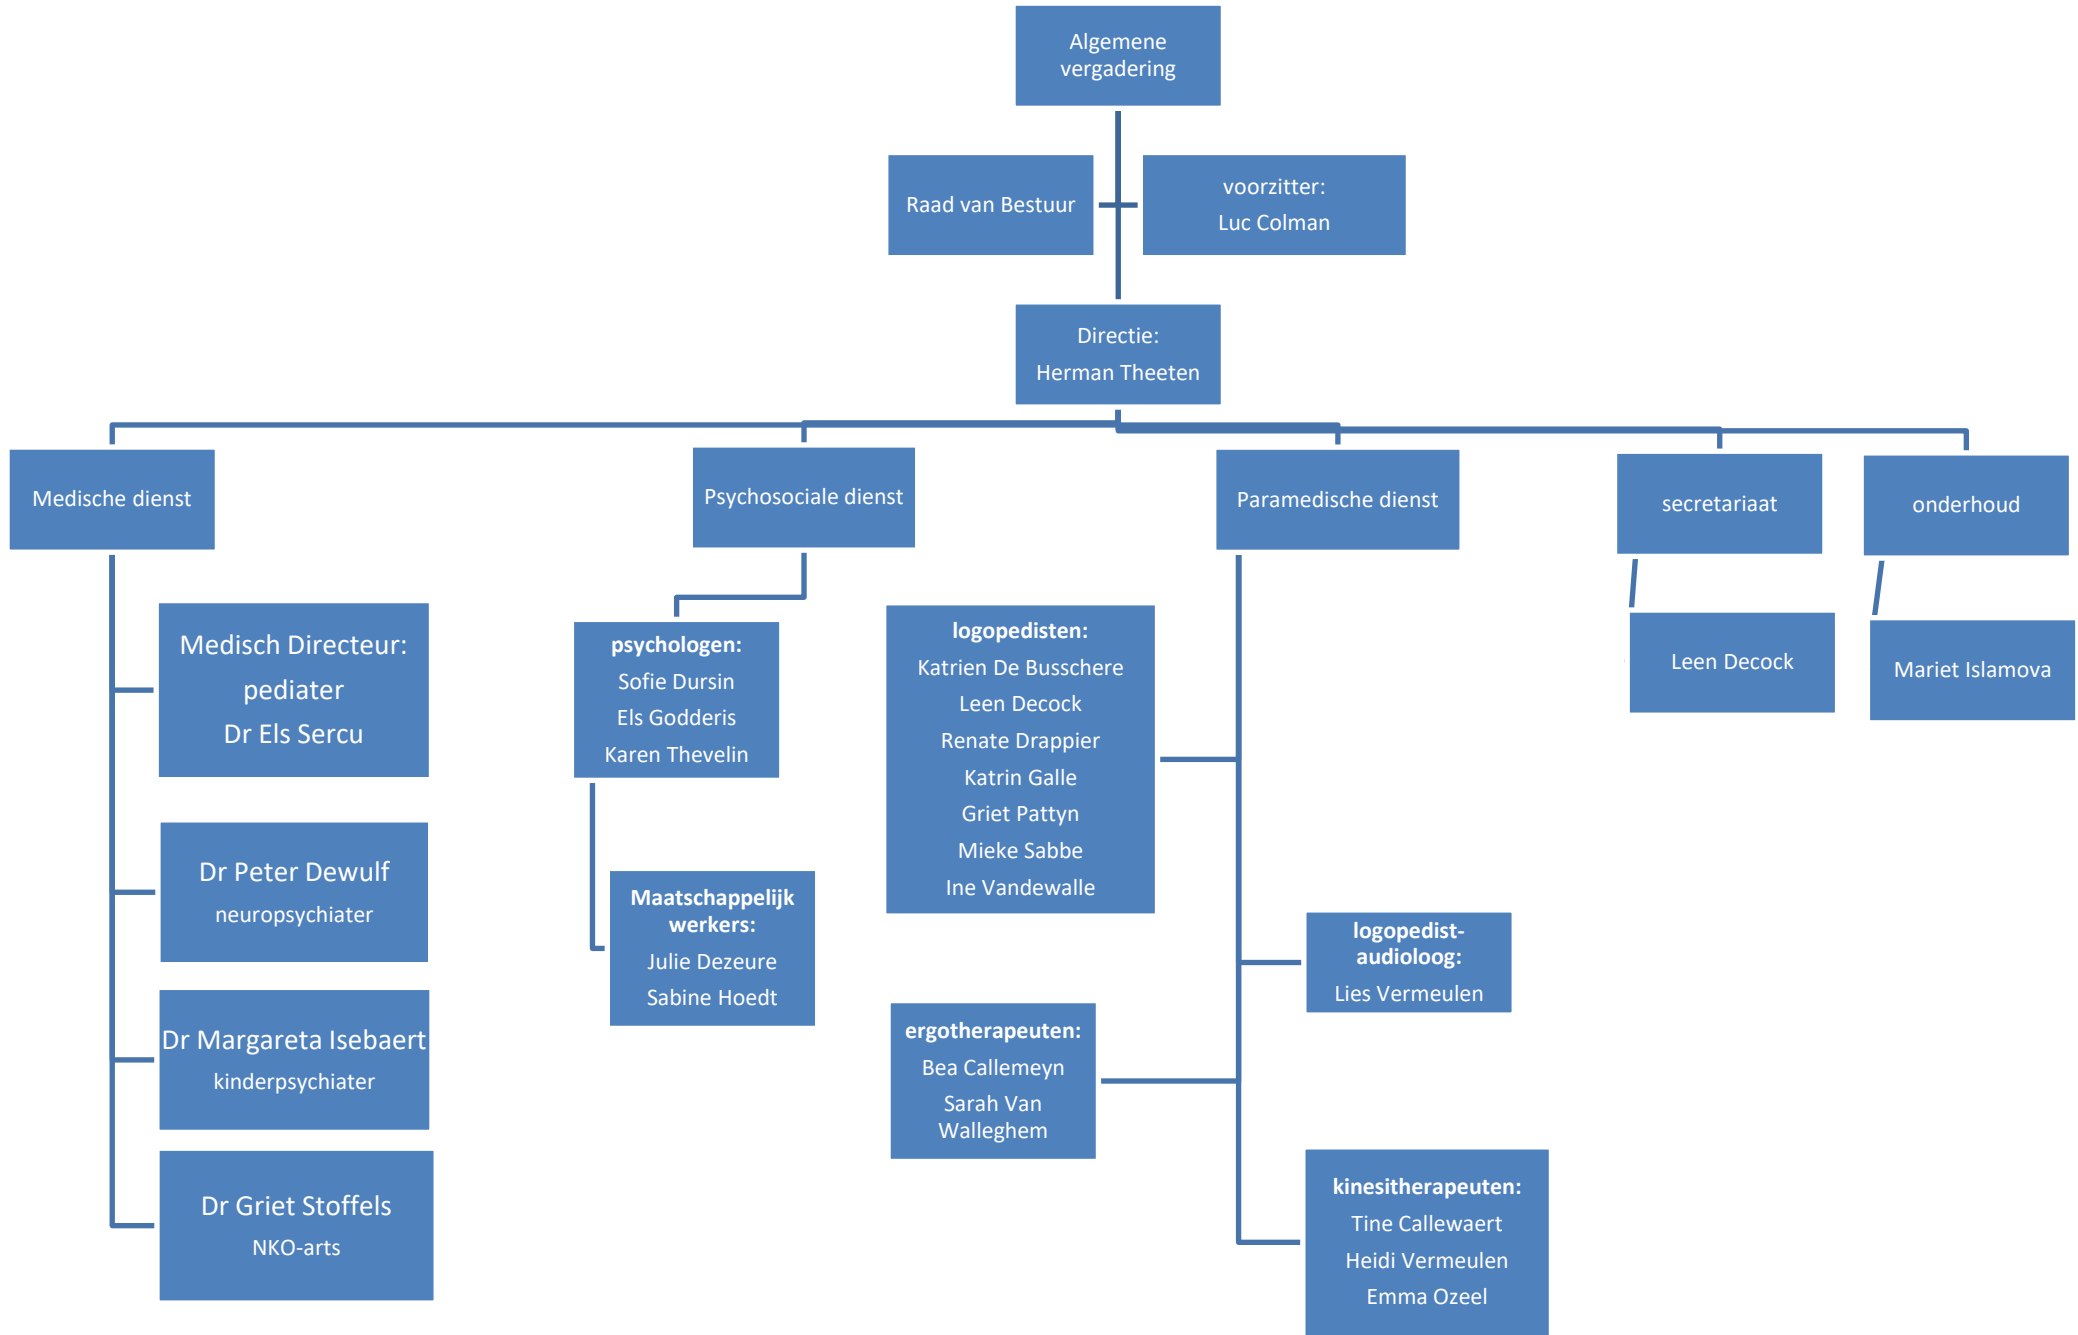 Algemene
vergadering
Raad van Bestuur
voorzitter:
Luc Colman
Directie:
Herman Theeten
Medische dienst
Psychosociale dienst
Paramedische dienst
secretariaat
onderhoud
Medisch Directeur:
pediater
Dr Els Sercu
Dr Peter Dewulf
neuropsychiater
Dr Margareta Isebaert
kinderpsychiater
Dr Griet Stoffels
NKO-arts
psychologen:
Sofie Dursin
Els Godderis
Karen Thevelin
Maatschappelijk
werkers:
Julie Dezeure
Sabine Hoedt
logopedisten:
Katrien De Busschere
Leen Decock
Renate Drappier
Katrin Galle
Griet Pattyn
Mieke Sabbe
Ine Vandewalle
logopedist-
audioloog:
Lies Vermeulen
ergotherapeuten:
Bea Callemeyn
Sarah Van
Walleghem
kinesitherapeuten:
Tine Callewaert
Heidi Vermeulen
Emma Ozeel
Leen Decock
Mariet Islamova